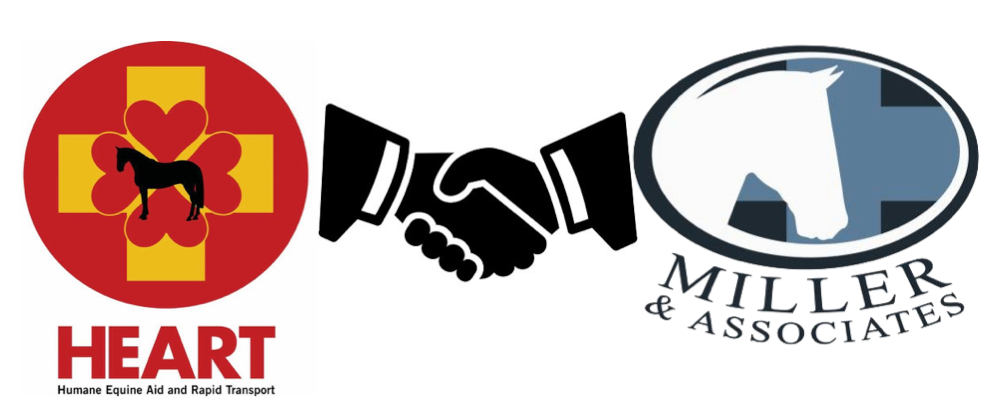 HEART
Humane Equine Aid and Rapid Transport
MILLER
& ASSOCIATES